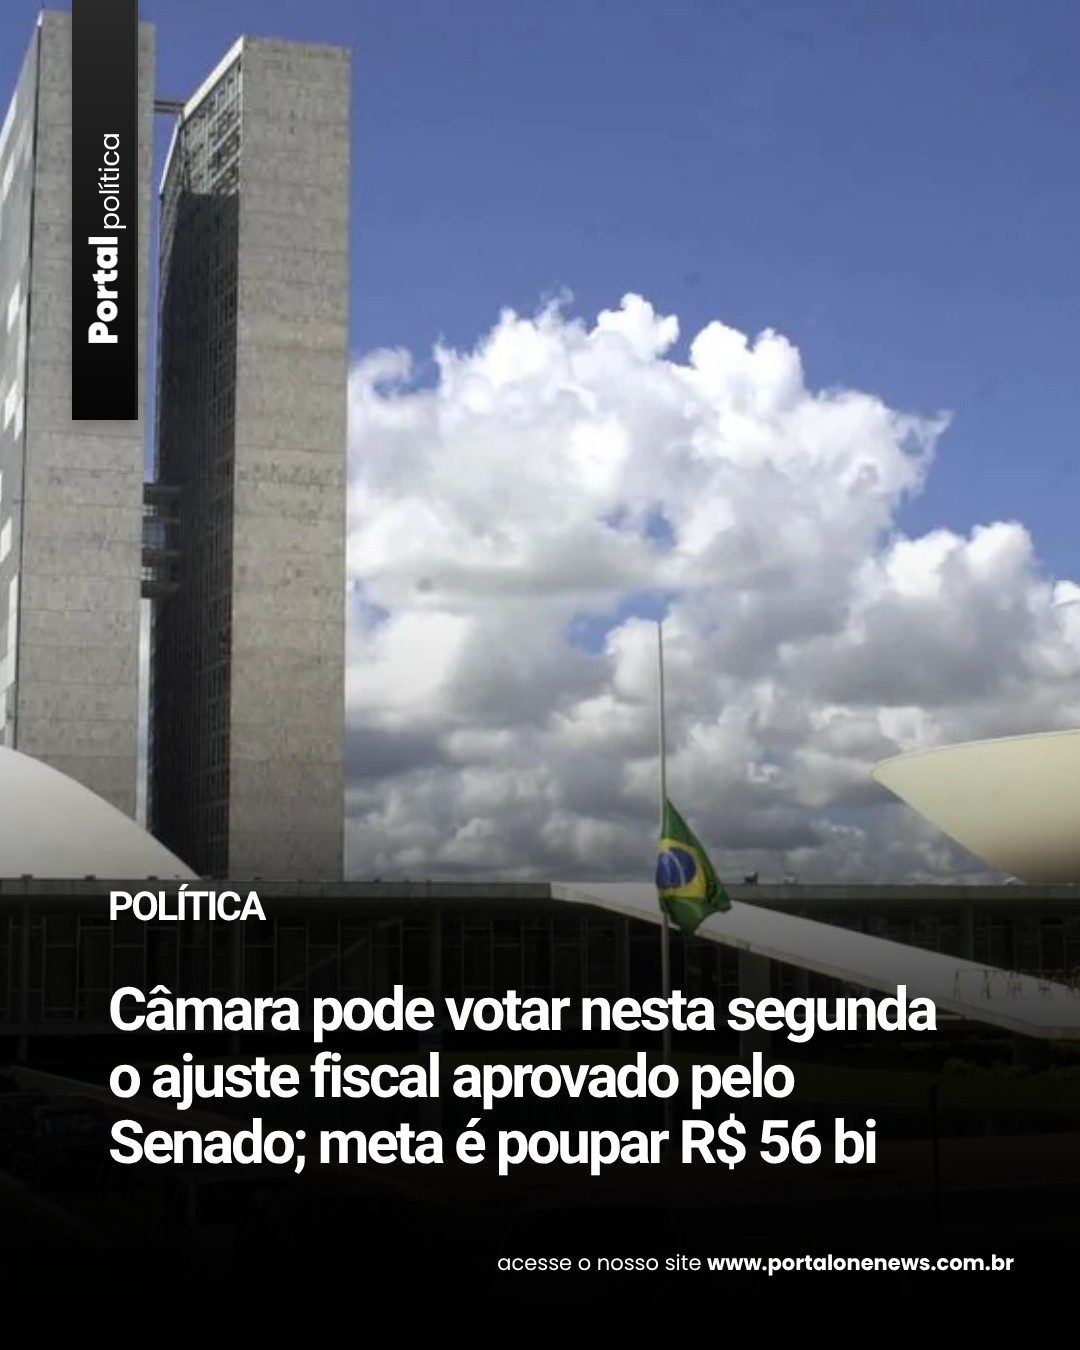 Portal política
POLÍTICA
Câmara pode votar nesta segunda
o ajuste fiscal aprovado pelo
Senado; meta é poupar R$ 56 bi
acesse o nosso site www.portalonenews.com.br